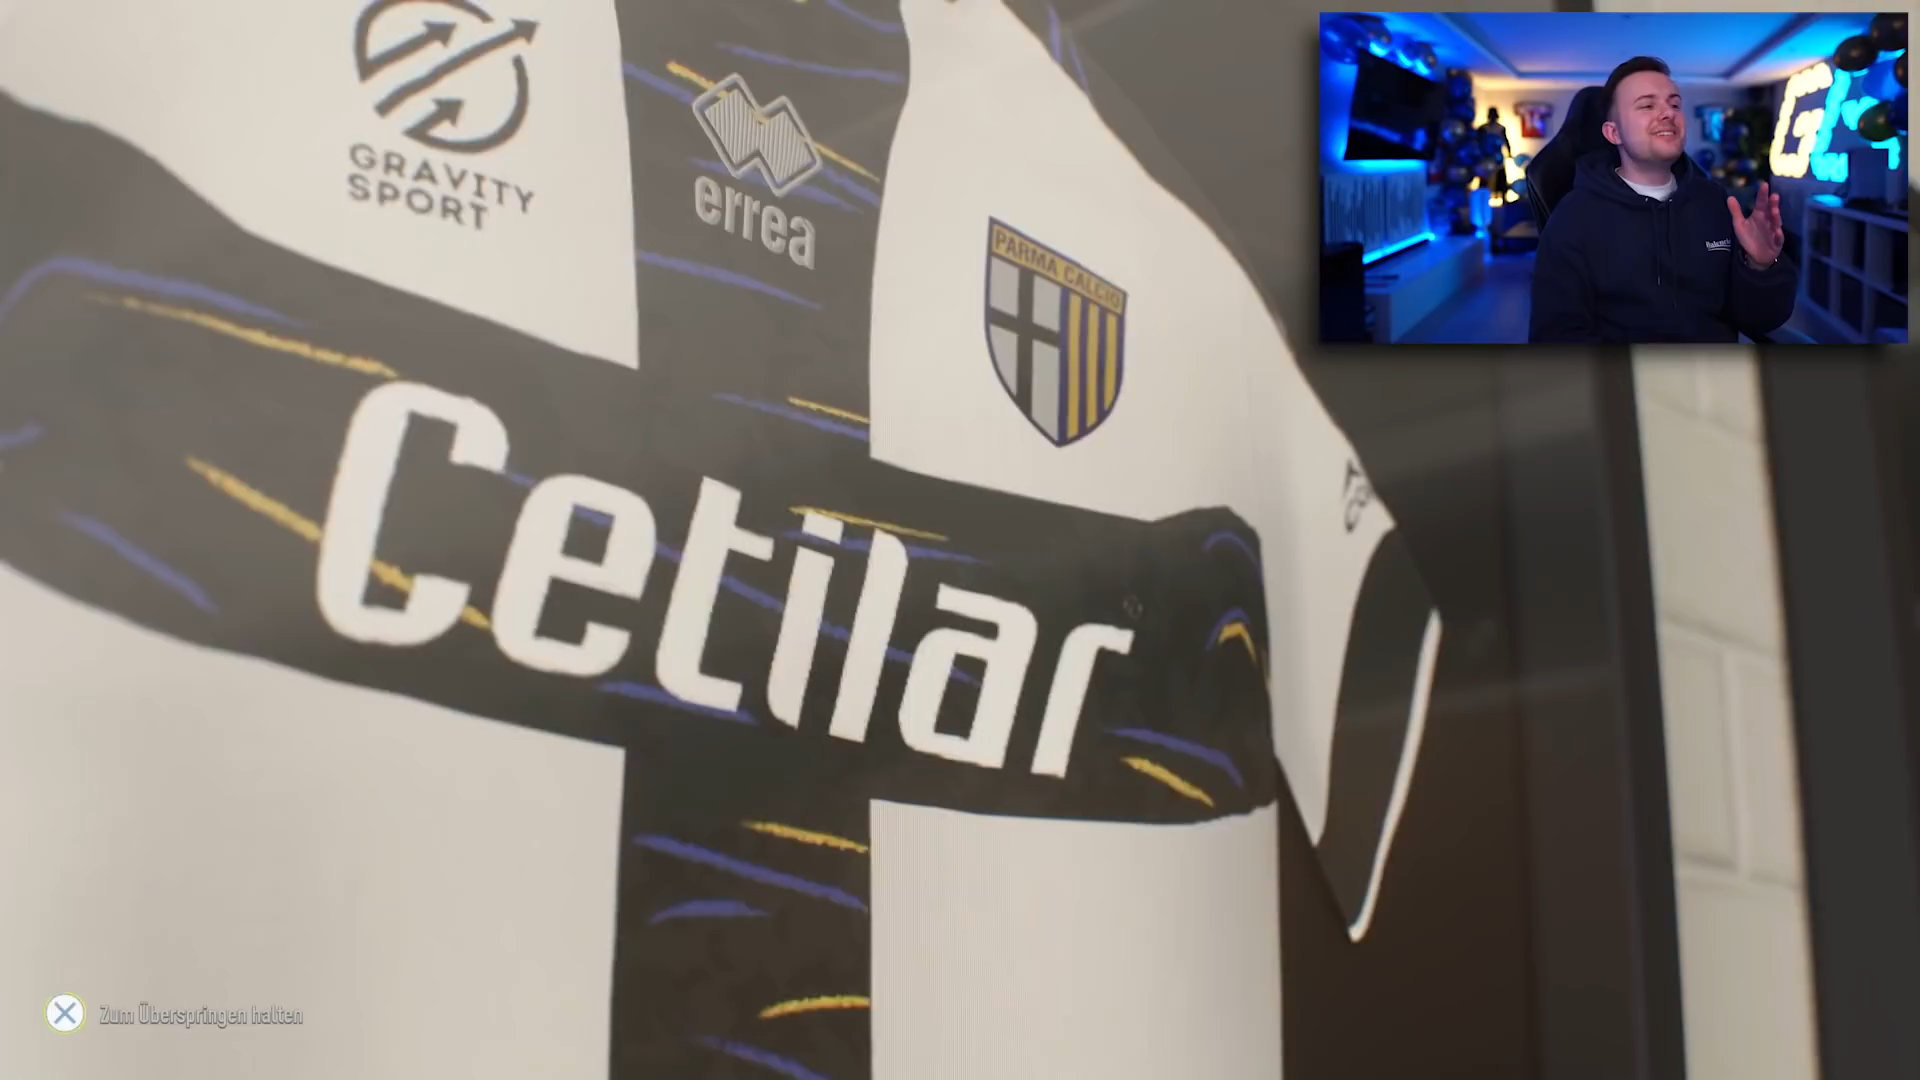 GRAVITY
SPORT
errea
PARMA CALCIO
Cetilar
Zum Überspringen halten